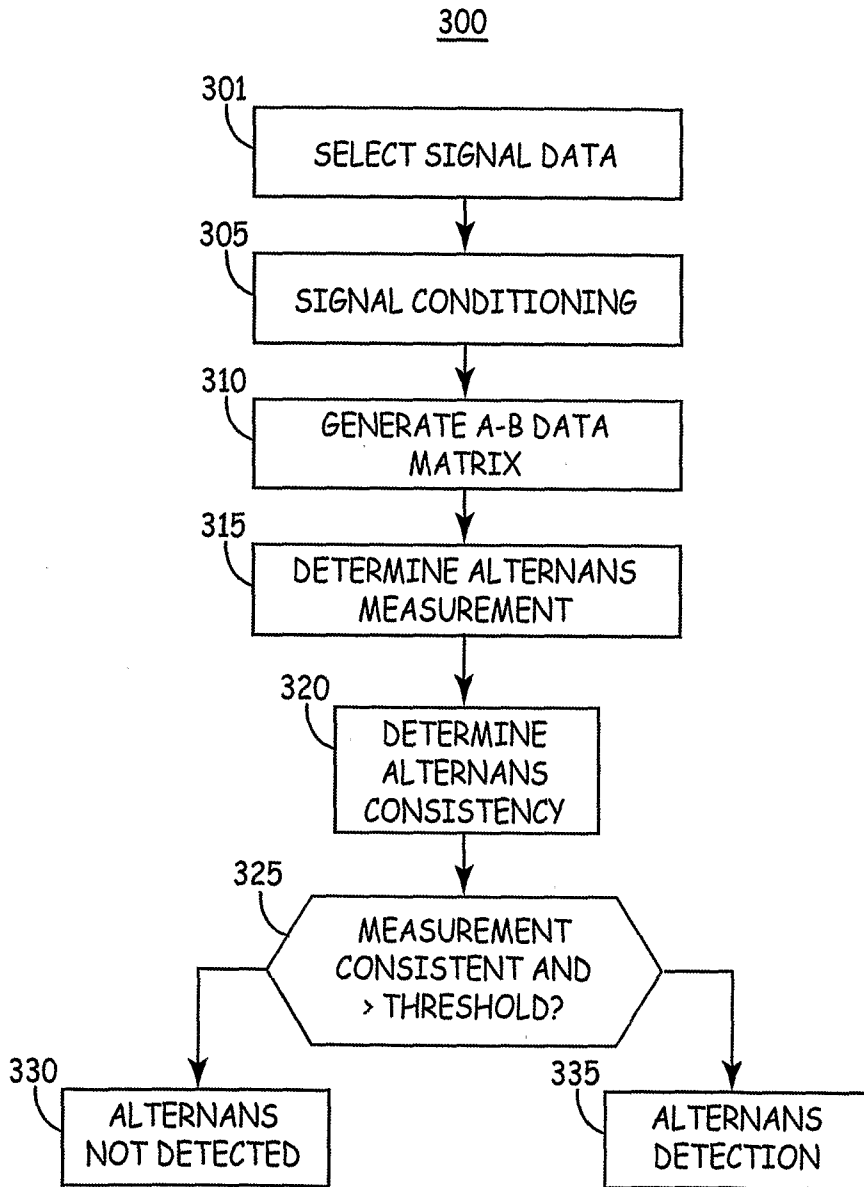 300
301
SELECT SIGNAL DATA
305
SIGNAL CONDITIONING
310
GENERATE A-B DATA
MATRIX
315
DETERMINE ALTERNANS
MEASUREMENT
320
DETERMINE
ALTERNANS
CONSISTENCY
325
MEASUREMENT
CONSISTENT AND
> THRESHOLD?
330
ALTERNANS
NOT DETECTED
335
ALTERNANS
DETECTION